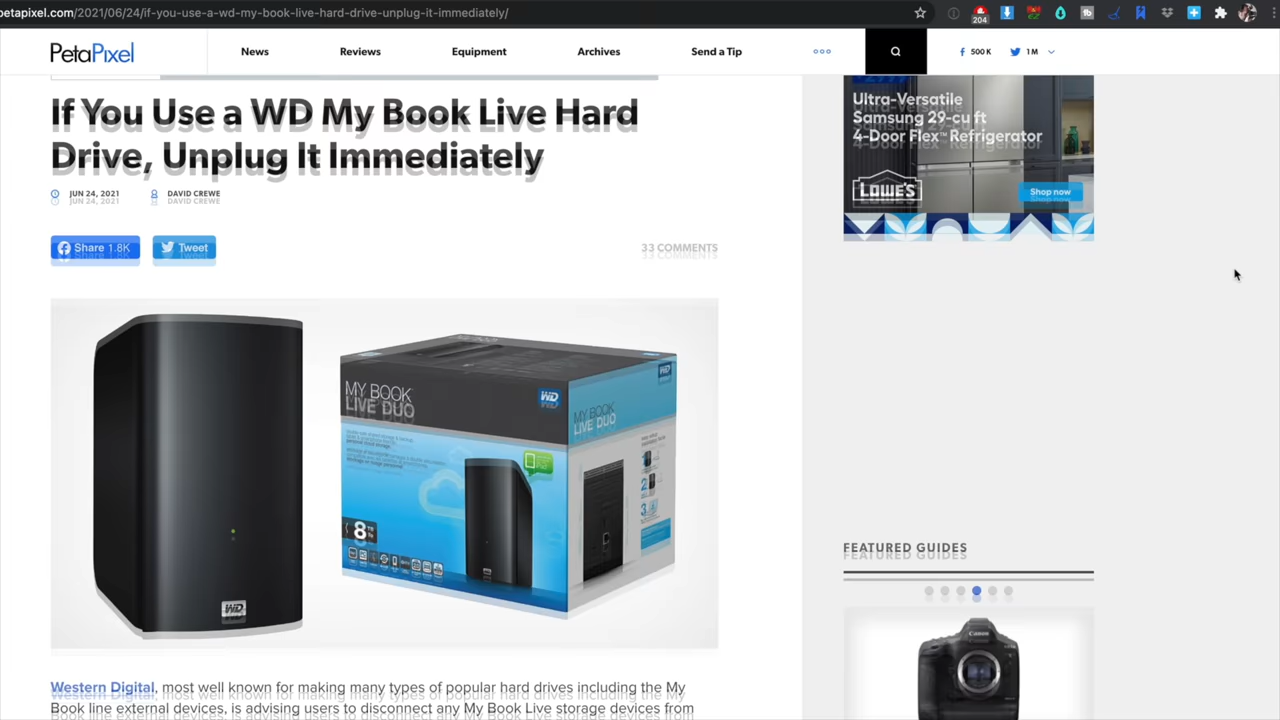 petapixel.com/2021/06/24/if-you-use-a-wd-my-book-live-hard-drive-unplug-it-immediately/
204
PetaPixel
News
Reviews
Equipment
Archives
Send a Tip
500 K
1 M
If You Use a WD My Book Live Hard
Drive, Unplug It Immediately
JUN 24, 2021
DAVID CREWE
Share 1.8K
Tweet
33 COMMENTS
Ultra-Versatile
Samsung 29-cu ft
4-Door Flex™ Refrigerator
LOWE'S
Shop now
MY BOOK
LIVE DUO
WD
MY BOOK
LIVE DUO
WD
8
TB
WD
FEATURED GUIDES
Canon
Western Digital, most well known for making many types of popular hard drives including the My
Book line external devices, is advising users to disconnect any My Book Live storage devices from